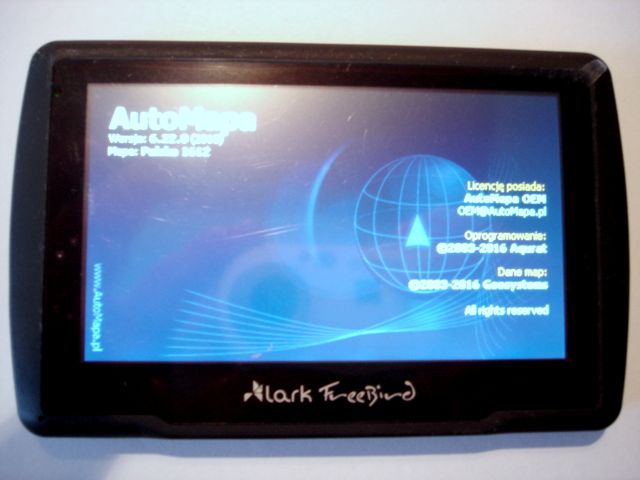 AutoMapa
Wersja: 6.22.0
Mapa: Polska 1612
Licencję posiada:
AutoMapa OEM
OEM@AutoMapa.pl
Oprogramowanie:
©2003-2016 Aqurat
Dane map:
©2003-2016 Geosystems
All rights reserved
www.AutoMapa.pl
Lark FreeBird